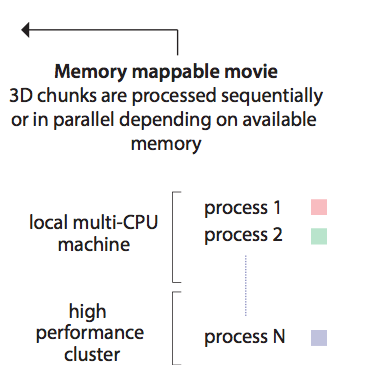 Memory mappable movie
3D chunks are processed sequentially
or in parallel depending on available
memory
local multi-CPU
machine
process 1
process 2
high
performance
cluster
process N